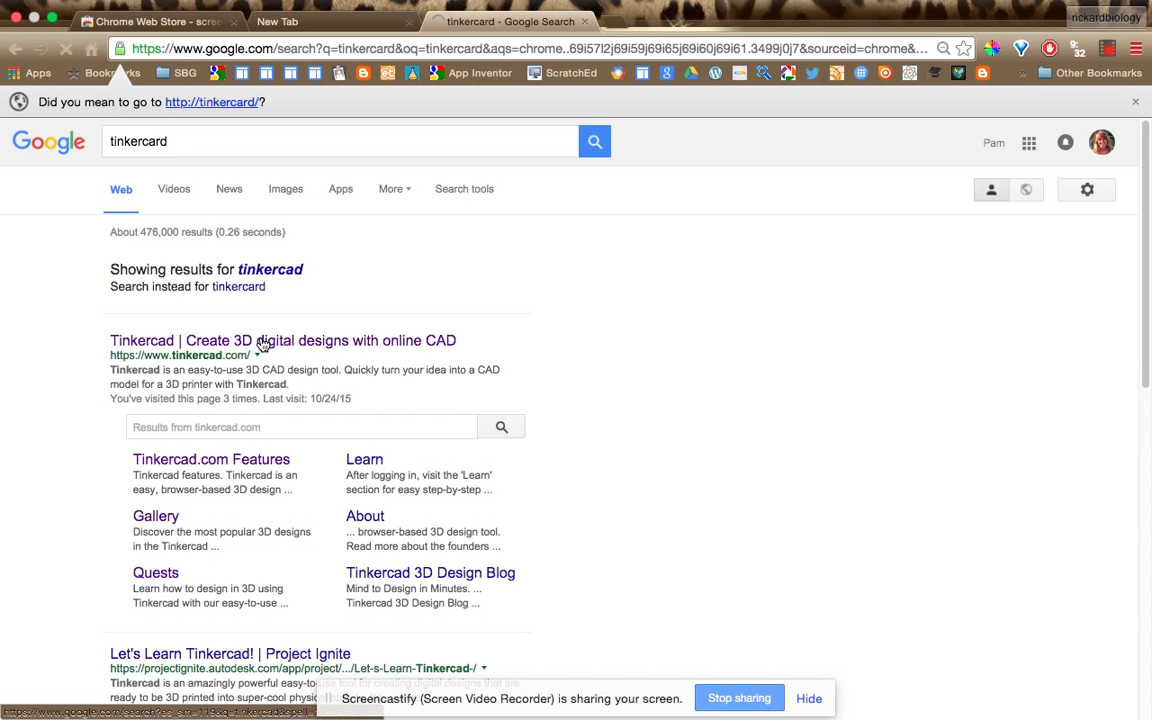 Chrome Web Store - scree
New Tab
tinkercard - Google Search
rickardbiology
https://www.google.com/search?q=tinkercard&oq=tinkercard&aqs=chrome..69i57l2j69i59j69i65j69i60j69i61.3499j0j7&sourceid=chrome&...
9: 32
Apps
Bookmarks
SBG
App Inventor
ScratchEd
»
Other Bookmarks
Did you mean to go to http://tinkercard/?
Google
tinkercard
Pam
Web Videos News Images Apps More Search tools
About 476,000 results (0.26 seconds)
Showing results for tinkercad
Search instead for tinkercard
Tinkercad | Create 3D digital designs with online CAD
https://www.tinkercad.com/
Tinkercad is an easy-to-use 3D CAD design tool. Quickly turn your idea into a CAD
model for a 3D printer with Tinkercad.
You've visited this page 3 times. Last visit: 10/24/15
Results from tinkercad.com
Tinkercad.com Features
Tinkercad features. Tinkercad is an
easy, browser-based 3D design ...
Learn
After logging in, visit the 'Learn'
section for easy step-by-step ...
Gallery
Discover the most popular 3D designs
in the Tinkercad ...
About
... browser-based 3D design tool.
Read more about the founders ...
Quests
Learn how to design in 3D using
Tinkercad with our easy-to-use ...
Tinkercad 3D Design Blog
Mind to Design in Minutes. ...
Tinkercad 3D Design Blog ...
Let's Learn Tinkercad! | Project Ignite
https://projectignite.autodesk.com/app/project/.../Let-s-Learn-Tinkercad-/
Tinkercad is an amazingly powerful easy-to-use tool for creating digital designs that are
ready to be 3D printed into super-cool physic
Screencastify (Screen Video Recorder) is sharing your screen.
Stop sharing
Hide